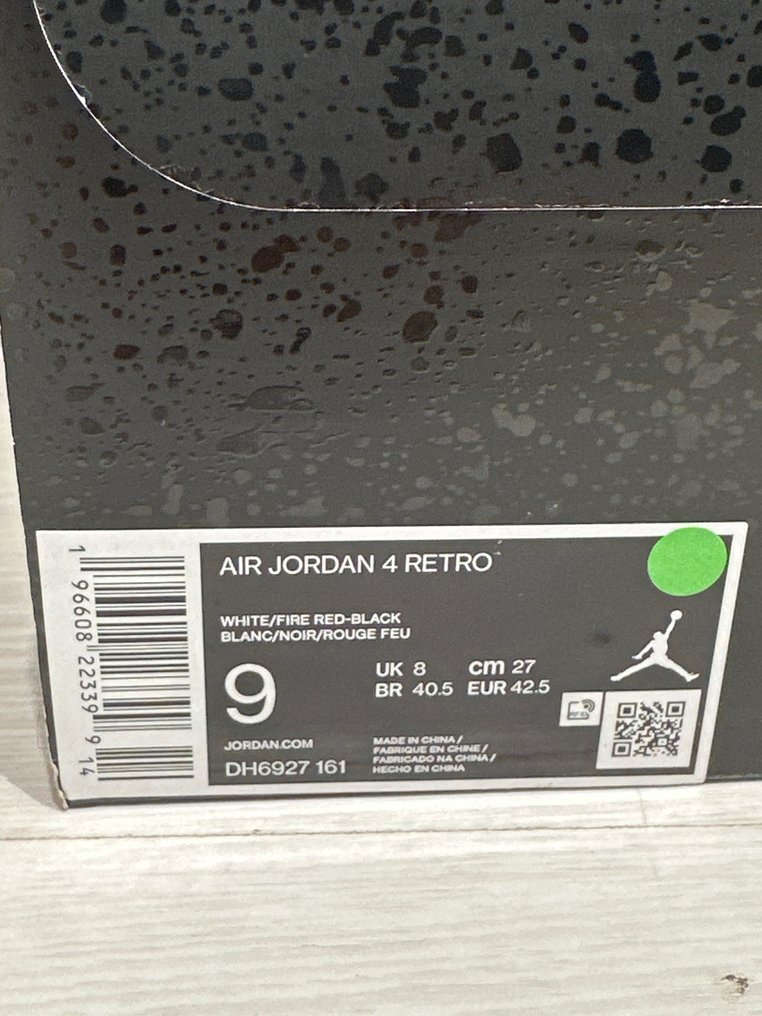 AIR JORDAN 4 RETRO
WHITE/FIRE RED-BLACK
BLANC/NOIR/ROUGE FEU
9
UK 8 cm 27
BR 40.5 EUR 42.5
JORDAN.COM
DH6927 161
MADE IN CHINA /
FABRIQUE EN CHINE /
FABRICADO NA CHINA /
HECHO EN CHINA
RFID
1 96608 22339 9 14